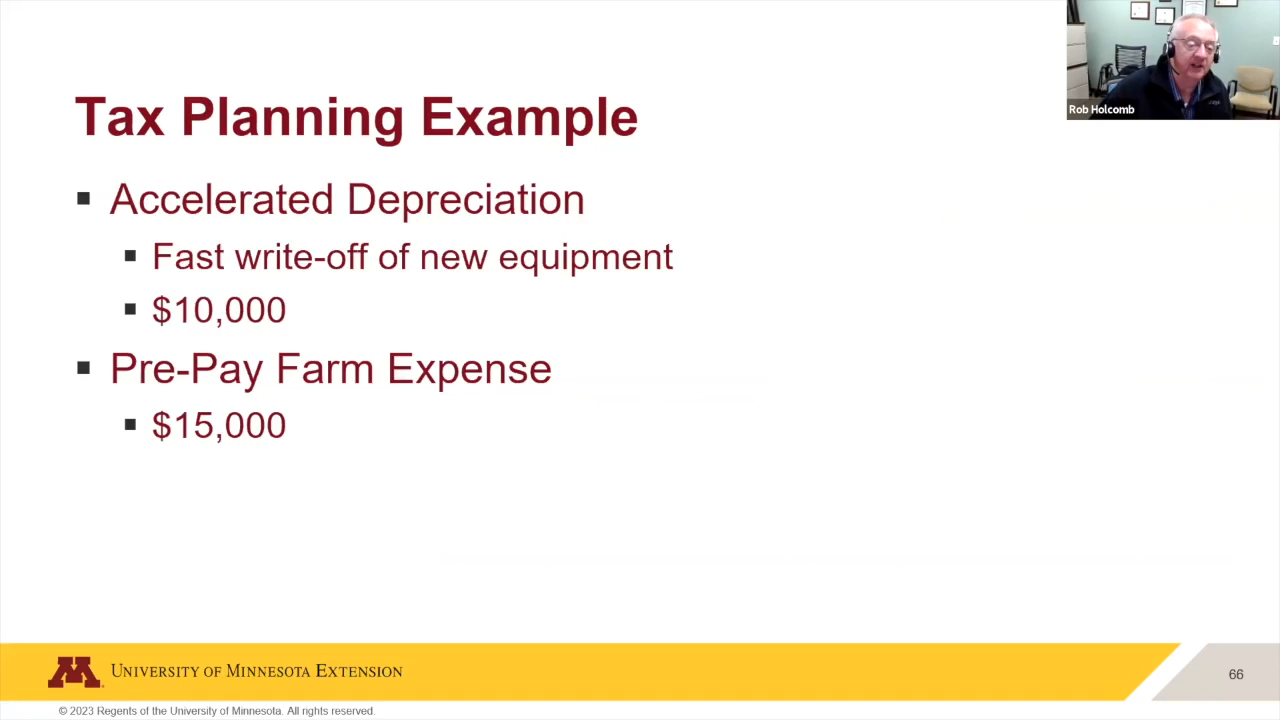 Rob Holcomb
Tax Planning Example
▪ Accelerated Depreciation
▪ Fast write-off of new equipment
▪ $10,000
▪ Pre-Pay Farm Expense
▪ $15,000
M University of Minnesota Extension
66
© 2023 Regents of the University of Minnesota. All rights reserved.